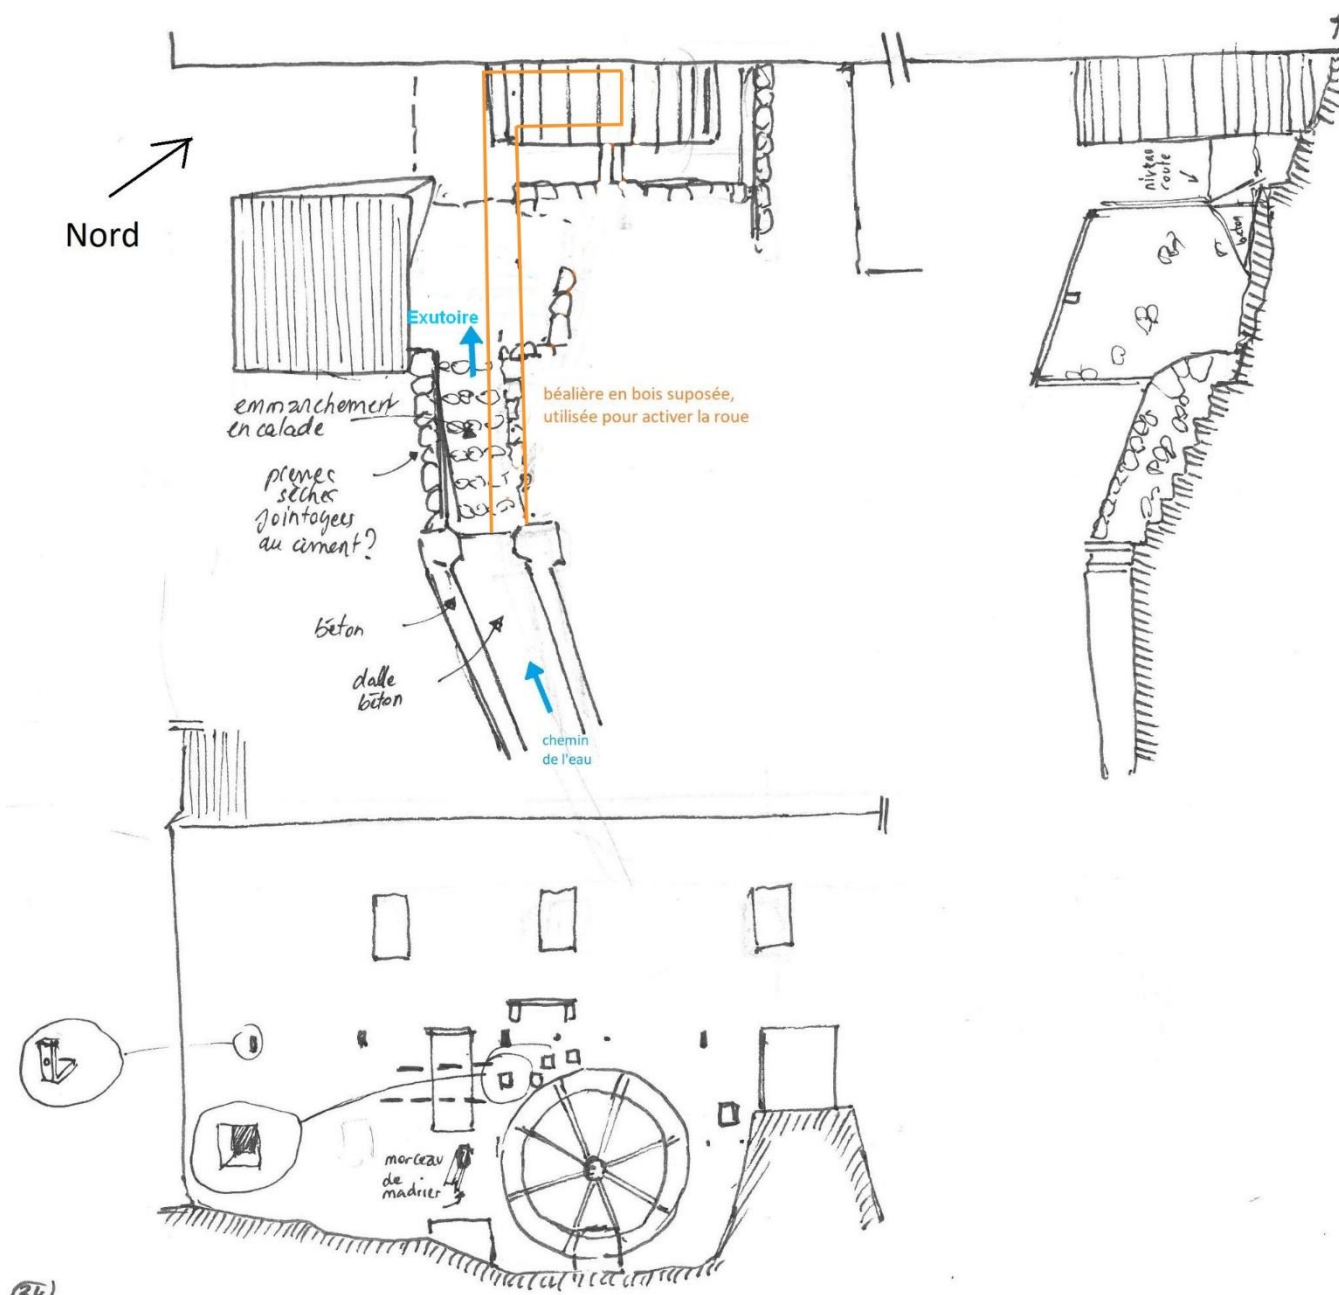 Nord
niveau
route
béton
Exutoire
béalière en bois suposée,
utilisée pour activer la roue
emmarchement
en calade
pierres
sèches
jointoyées
au ciment?
béton
dalle
béton
chemin
de l'eau
morceau
de
madrier